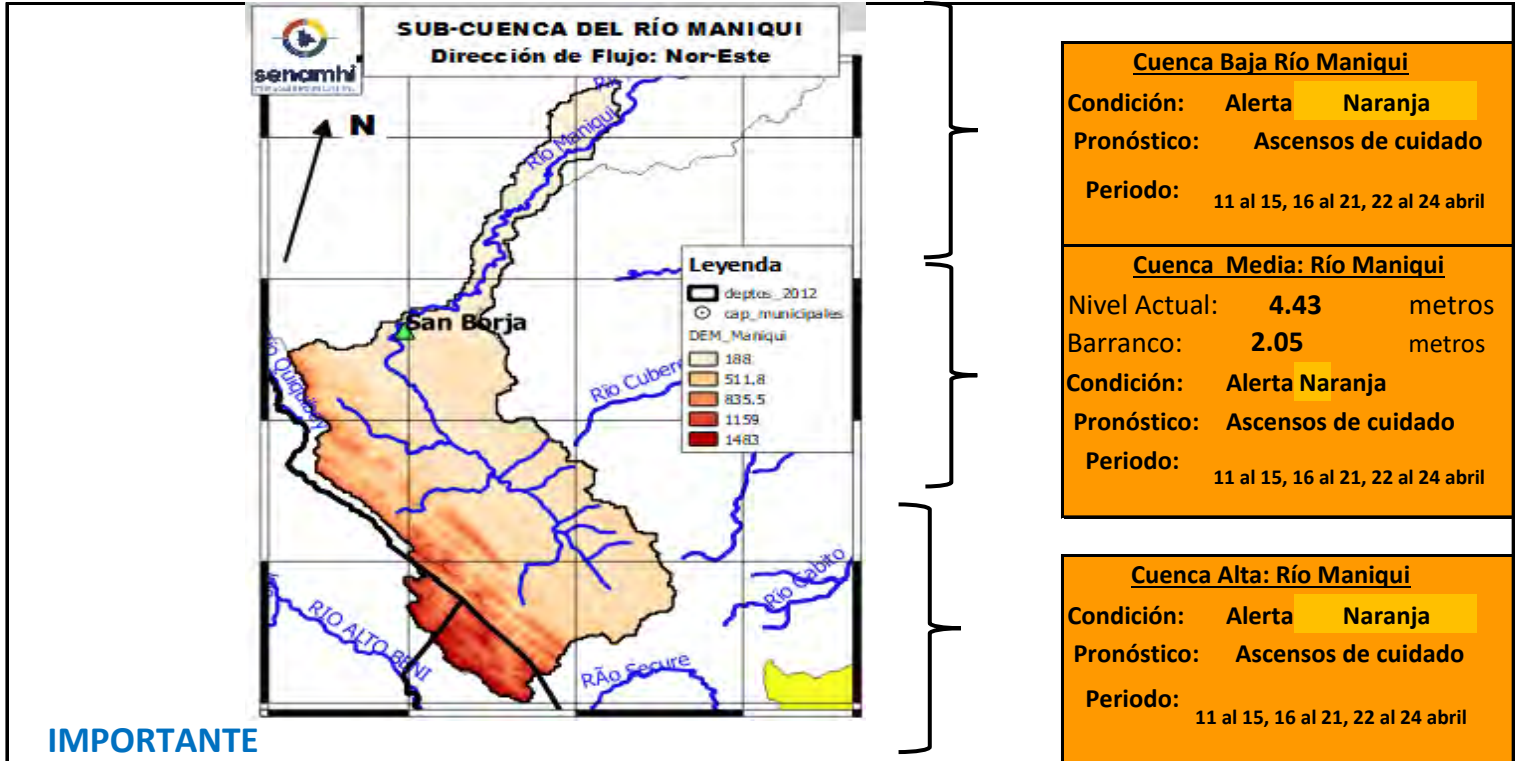 SUB-CUENCA DEL RÍO MANIQUI
Dirección de Flujo: Nor-Este
senamhi
N
Río Maniqui
San Borja
Río Quiquibey
Río Cubere
Río Cabito
RIO ALTO BENI
RÃo Secure
Leyenda
deptos_2012
cap_municipales
DEM_Maniqui
188
511.8
835.5
1159
1483
IMPORTANTE
Cuenca Baja Río Maniqui
Condición: Alerta Naranja
Pronóstico: Ascensos de cuidado
Periodo: 11 al 15, 16 al 21, 22 al 24 abril
Cuenca Media: Río Maniqui
Nivel Actual: 4.43 metros
Barranco: 2.05 metros
Condición: Alerta Naranja
Pronóstico: Ascensos de cuidado
Periodo: 11 al 15, 16 al 21, 22 al 24 abril
Cuenca Alta: Río Maniqui
Condición: Alerta Naranja
Pronóstico: Ascensos de cuidado
Periodo: 11 al 15, 16 al 21, 22 al 24 abril